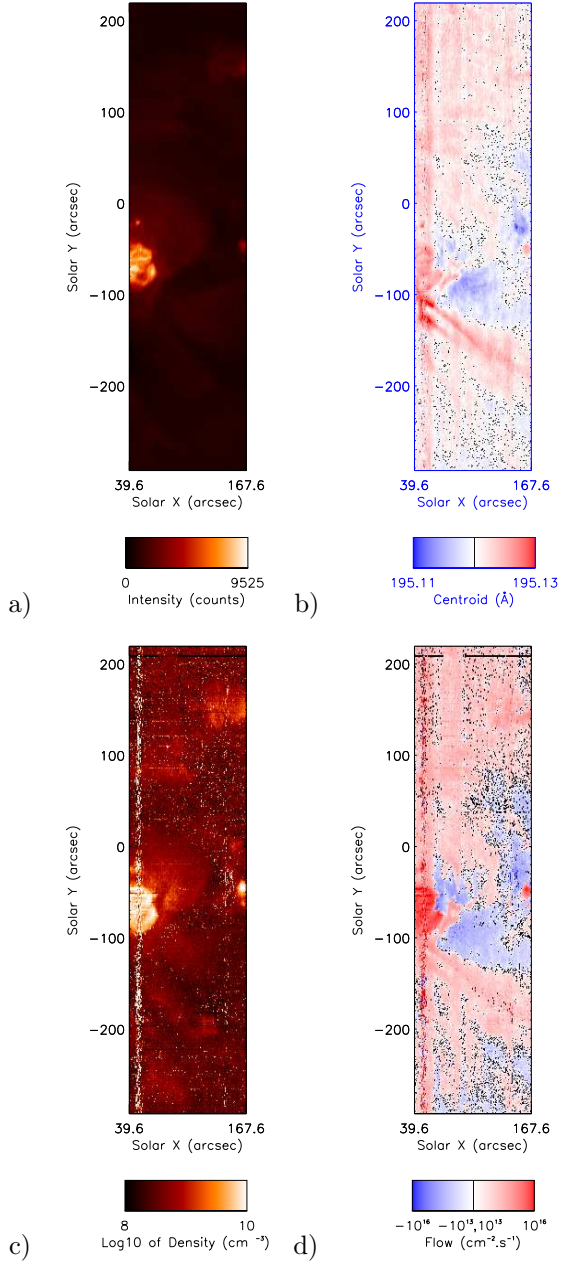 200
100
0
−100
−200
Solar Y (arcsec)
39.6 167.6
Solar X (arcsec)
0 9525
Intensity (counts)
a)
200
100
0
−100
−200
Solar Y (arcsec)
39.6 167.6
Solar X (arcsec)
195.11 195.13
Centroid (Å)
b)
200
100
0
−100
−200
Solar Y (arcsec)
39.6 167.6
Solar X (arcsec)
8 10
Log10 of Density (cm ⁻³)
c)
200
100
0
−100
−200
Solar Y (arcsec)
39.6 167.6
Solar X (arcsec)
−10¹⁶ −10¹³,10¹³ 10¹⁶
Flow (cm⁻².s⁻¹)
d)